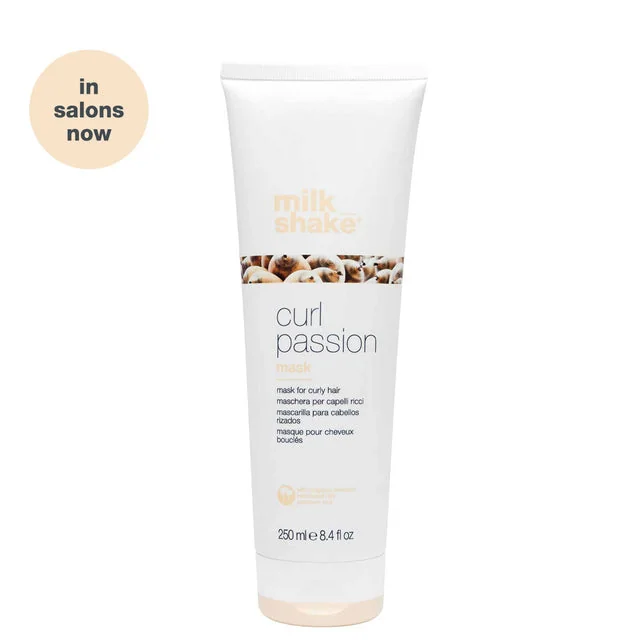 in
salons
now
milk_
shake®
curl
passion
mask
mask for curly hair
maschera per capelli ricci
mascarilla para cabellos
rizados
masque pour cheveux
bouclés
250 ml e 8.4 fl oz